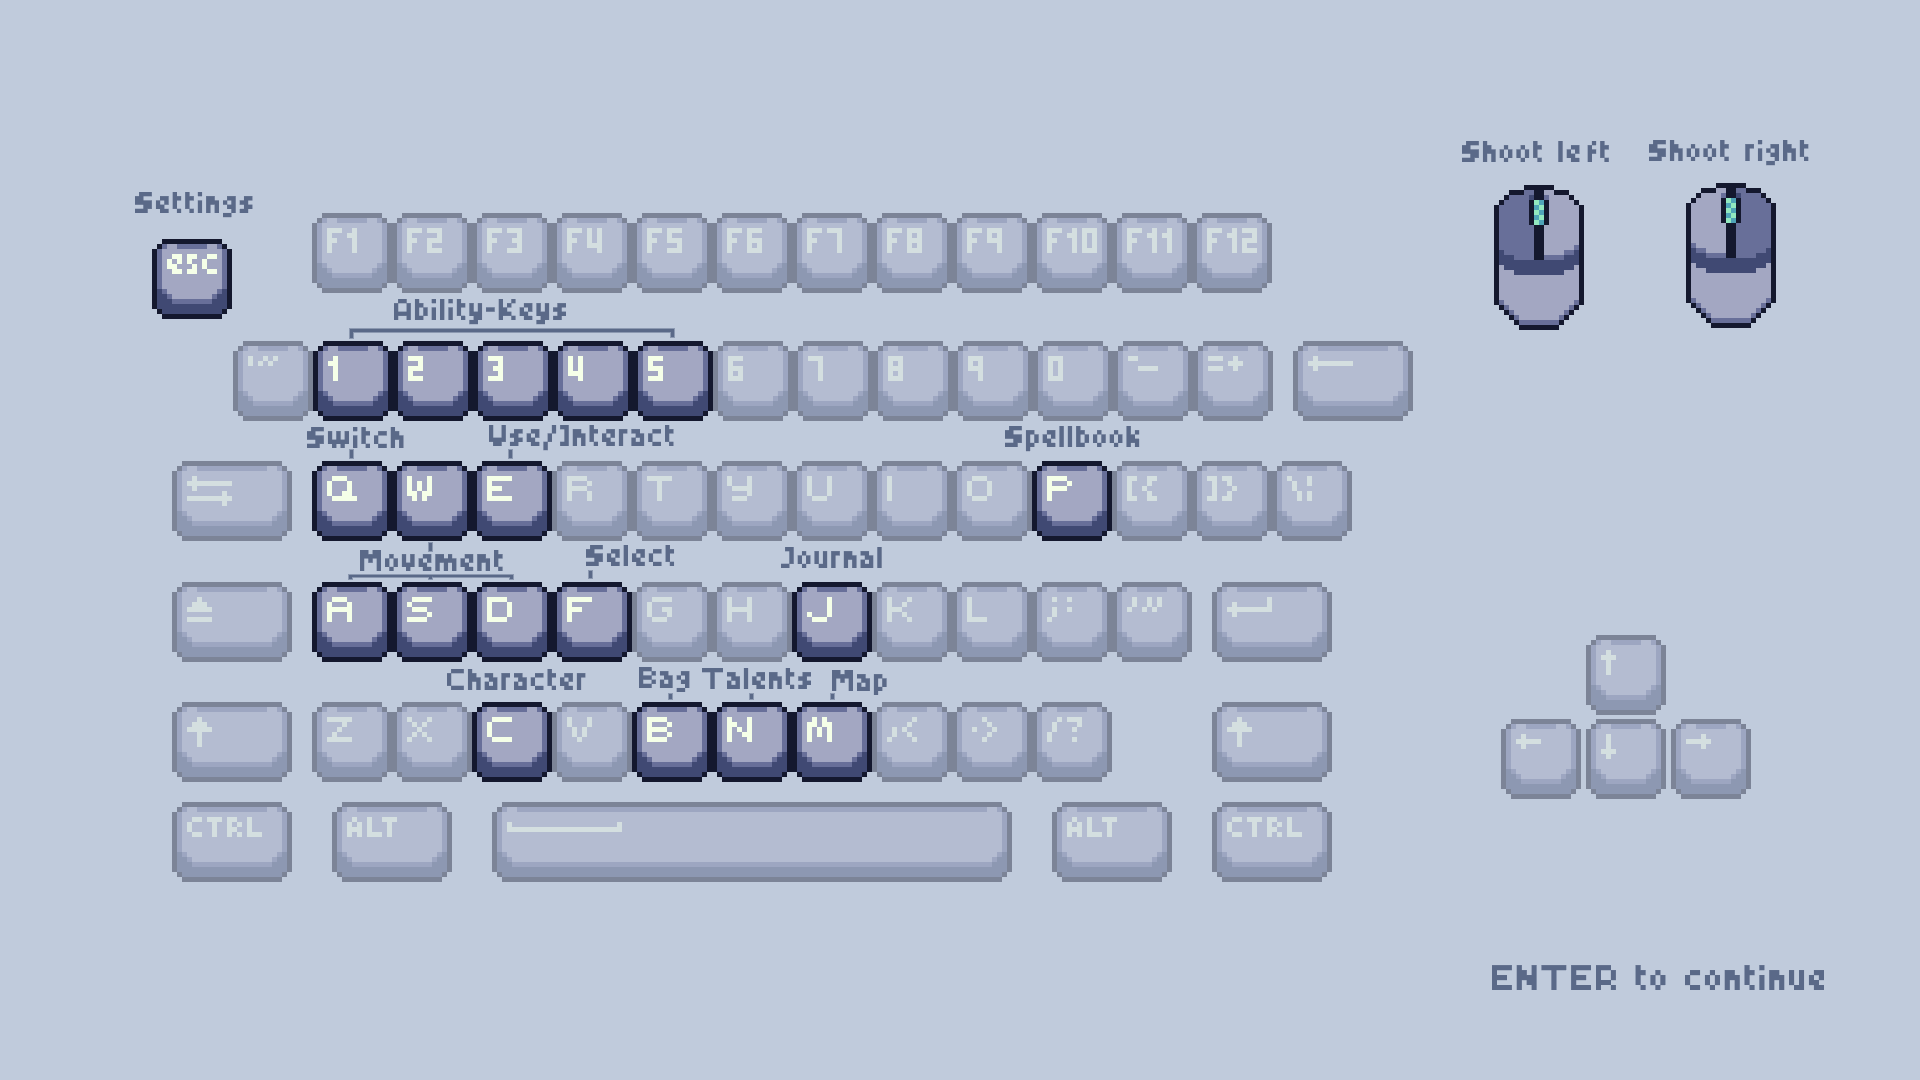 Shoot left Shoot right
Settings
esc F1 F2 F3 F4 F5 F6 F7 F8 F9 F10 F11 F12
Ability-Keys
1 2 3 4 5 6 7 8 9 0 -_ =+ ←
Switch Use/Interact Spellbook
Q W E R T Y U I O P [{ ]} \|
Movement Select Journal
A S D F G H J K L ;: '"
Character Bag Talents Map
↑ Z X C V B N M ,< .> /? ↑
↑
← ↓ →
CTRL ALT ALT CTRL
ENTER to continue